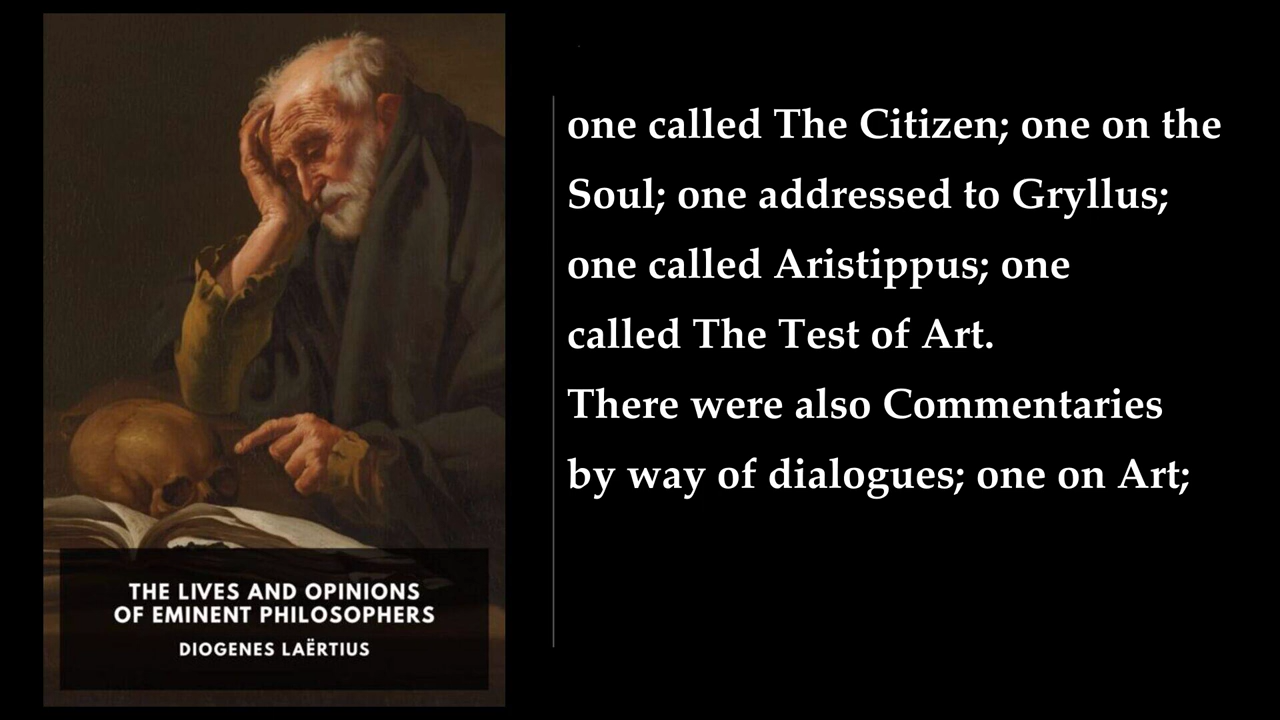 one called The Citizen; one on the
Soul; one addressed to Gryllus;
one called Aristippus; one
called The Test of Art.
There were also Commentaries
by way of dialogues; one on Art;
THE LIVES AND OPINIONS
OF EMINENT PHILOSOPHERS
DIOGENES LAËRTIUS